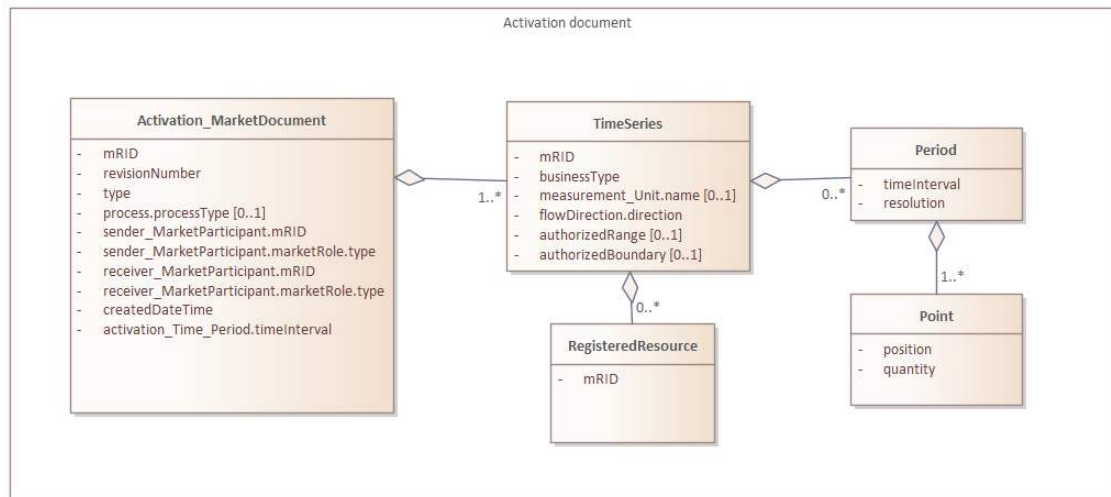 Activation document
Activation_MarketDocument
- mRID
- revisionNumber
- type
- process.processType [0..1]
- sender_MarketParticipant.mRID
- sender_MarketParticipant.marketRole.type
- receiver_MarketParticipant.mRID
- receiver_MarketParticipant.marketRole.type
- createdDateTime
- activation_Time_Period.timeInterval
1..*
TimeSeries
- mRID
- businessType
- measurement_Unit.name [0..1]
- flowDirection.direction
- authorizedRange [0..1]
- authorizedBoundary [0..1]
0..*
Period
- timeInterval
- resolution
0..*
RegisteredResource
- mRID
1..*
Point
- position
- quantity